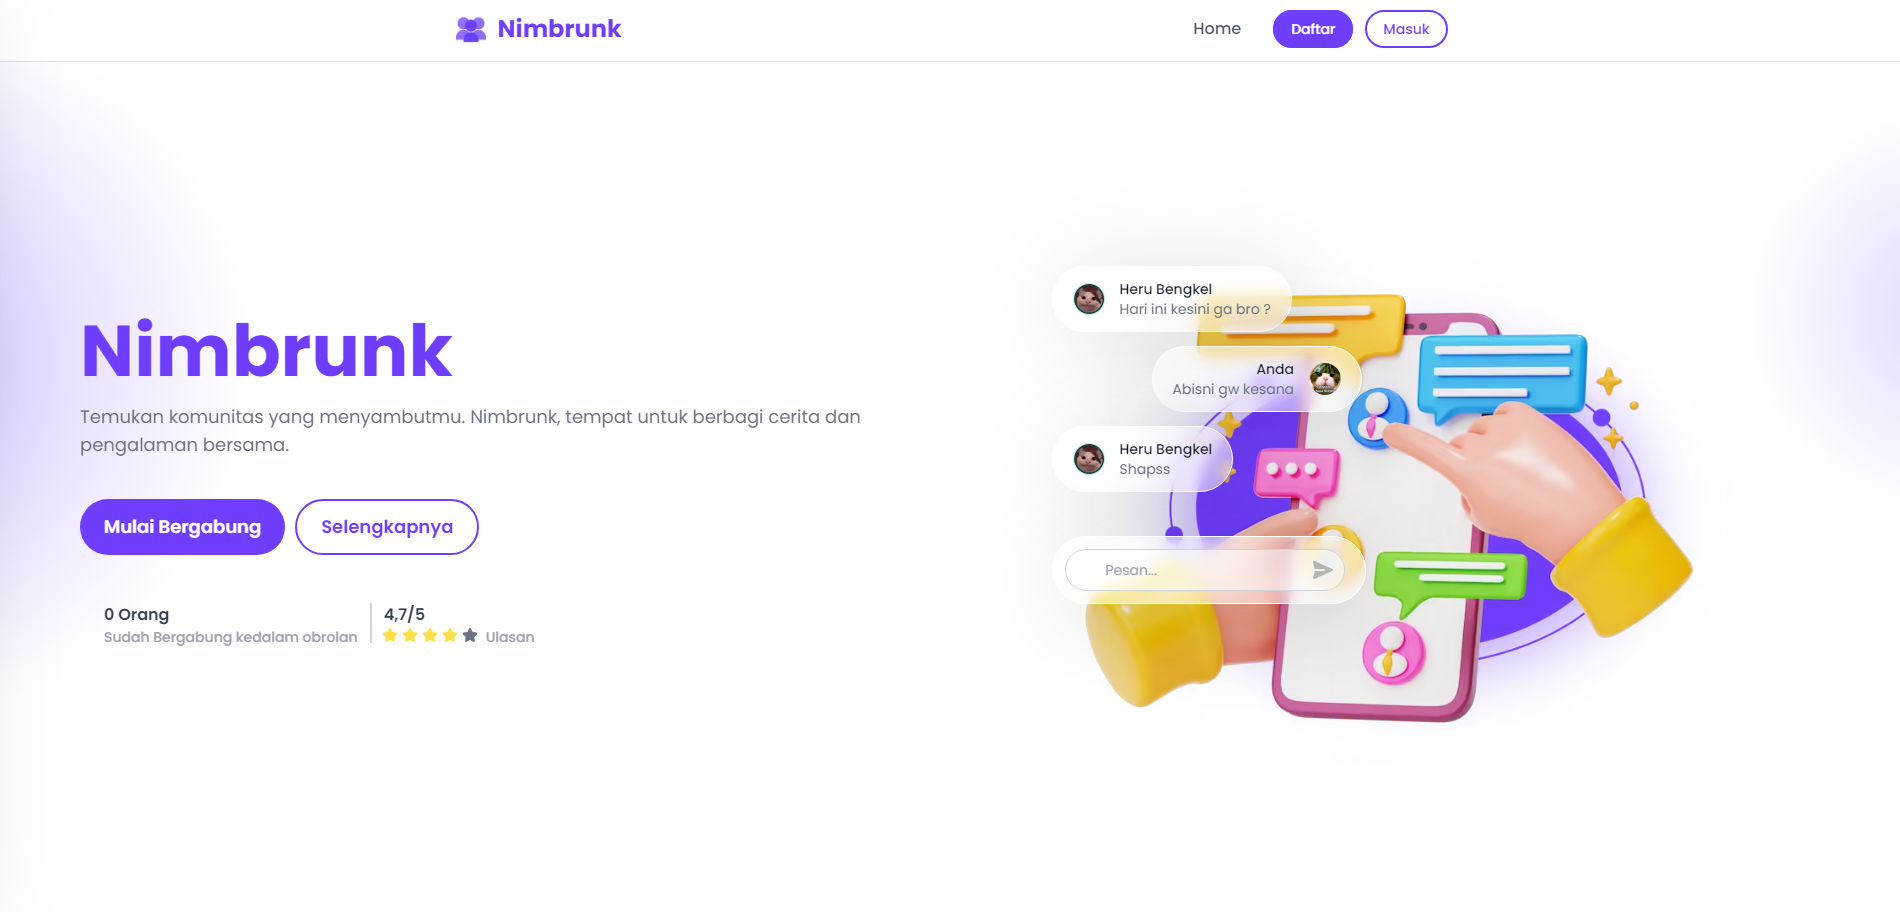 Nimbrunk
Home
Daftar
Masuk
Nimbrunk
Temukan komunitas yang menyambutmu. Nimbrunk, tempat untuk berbagi cerita dan
pengalaman bersama.
Mulai Bergabung
Selengkapnya
0 Orang
Sudah Bergabung kedalam obrolan
4,7/5
Ulasan
Heru Bengkel
Hari ini kesini ga bro ?
Anda
Abisni gw kesana
Heru Bengkel
Shapss
Pesan...